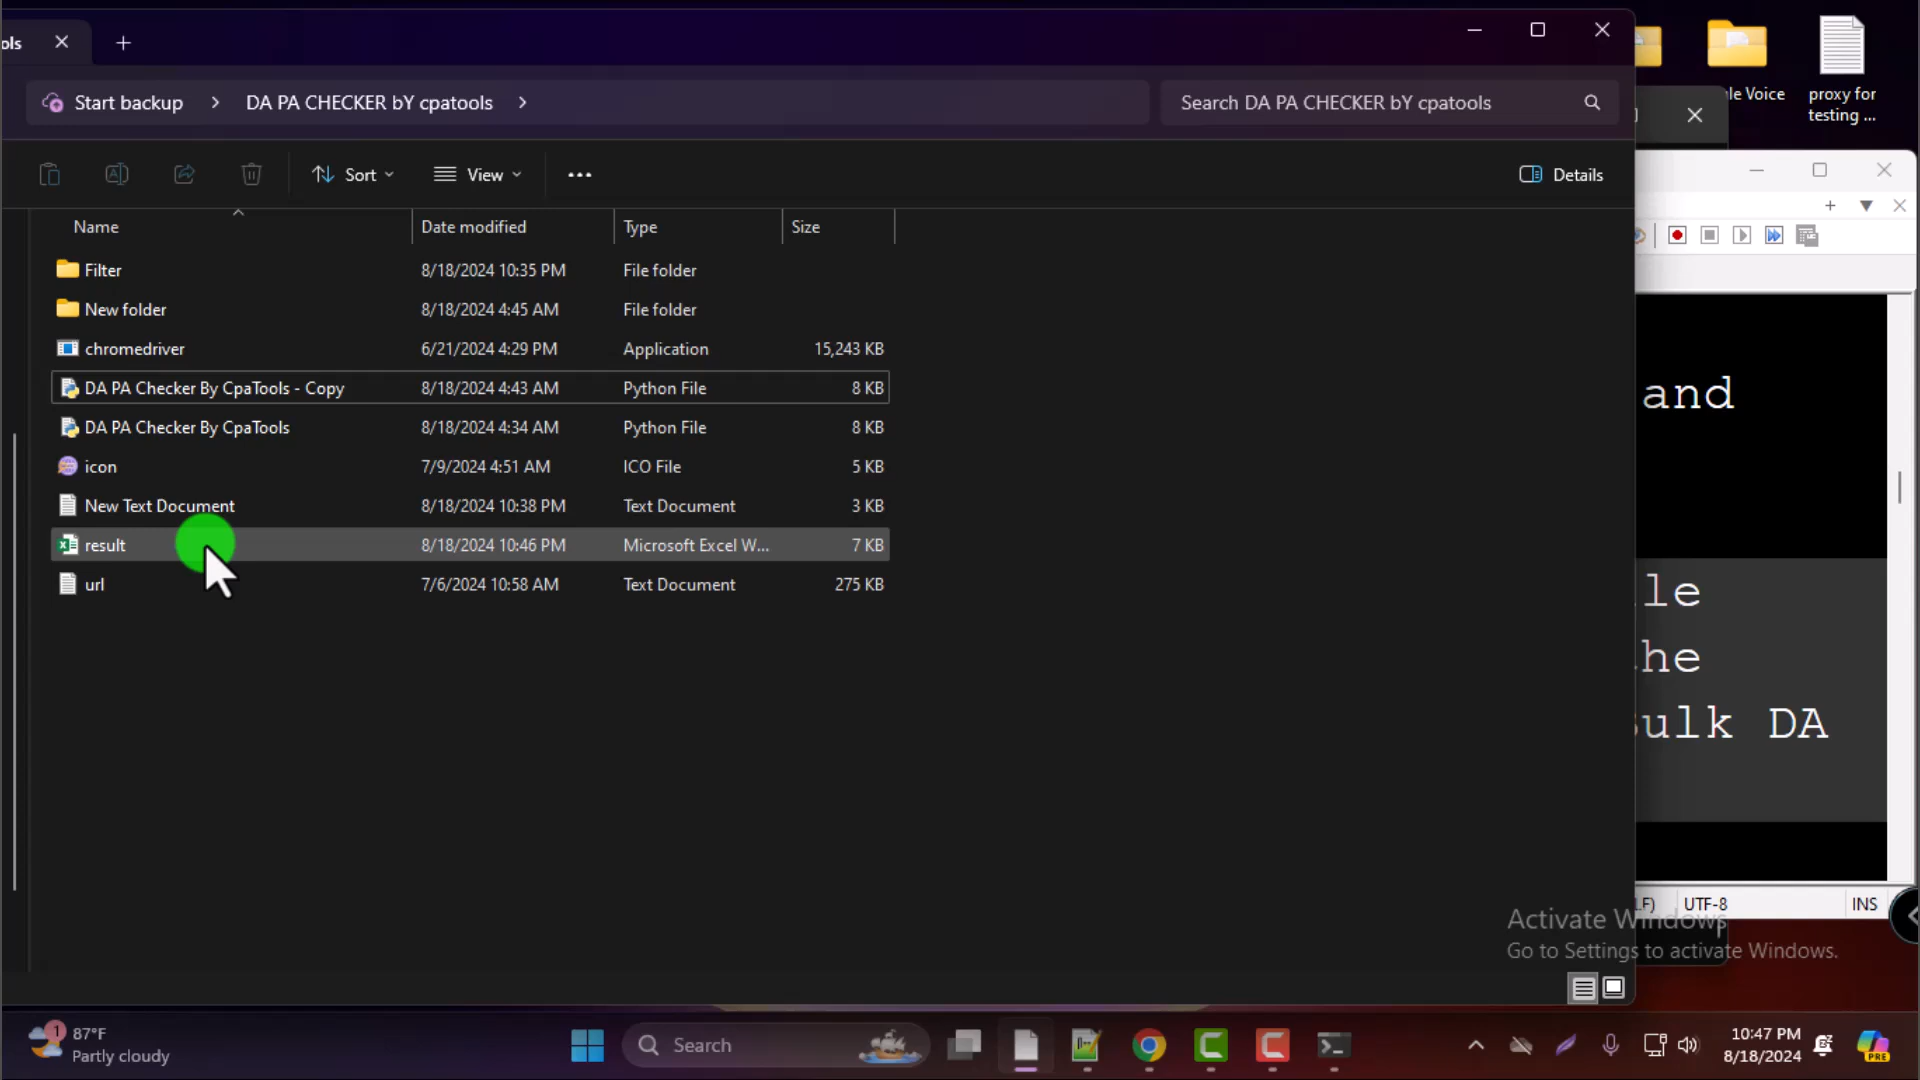 ols
Start backup > DA PA CHECKER bY cpatools >
Search DA PA CHECKER bY cpatools
Sort
View
Details
Name Date modified Type Size
Filter 8/18/2024 10:35 PM File folder
New folder 8/18/2024 4:45 AM File folder
chromedriver 6/21/2024 4:29 PM Application 15,243 KB
DA PA Checker By CpaTools - Copy 8/18/2024 4:43 AM Python File 8 KB
DA PA Checker By CpaTools 8/18/2024 4:34 AM Python File 8 KB
icon 7/9/2024 4:51 AM ICO File 5 KB
New Text Document 8/18/2024 10:38 PM Text Document 3 KB
result 8/18/2024 10:46 PM Microsoft Excel W... 7 KB
url 7/6/2024 10:58 AM Text Document 275 KB
le Voice
proxy for
testing ...
and
le
he
ulk DA
LF) UTF-8 INS
Activate Windows
Go to Settings to activate Windows.
1
87°F
Partly cloudy
Search
10:47 PM
8/18/2024
PRE